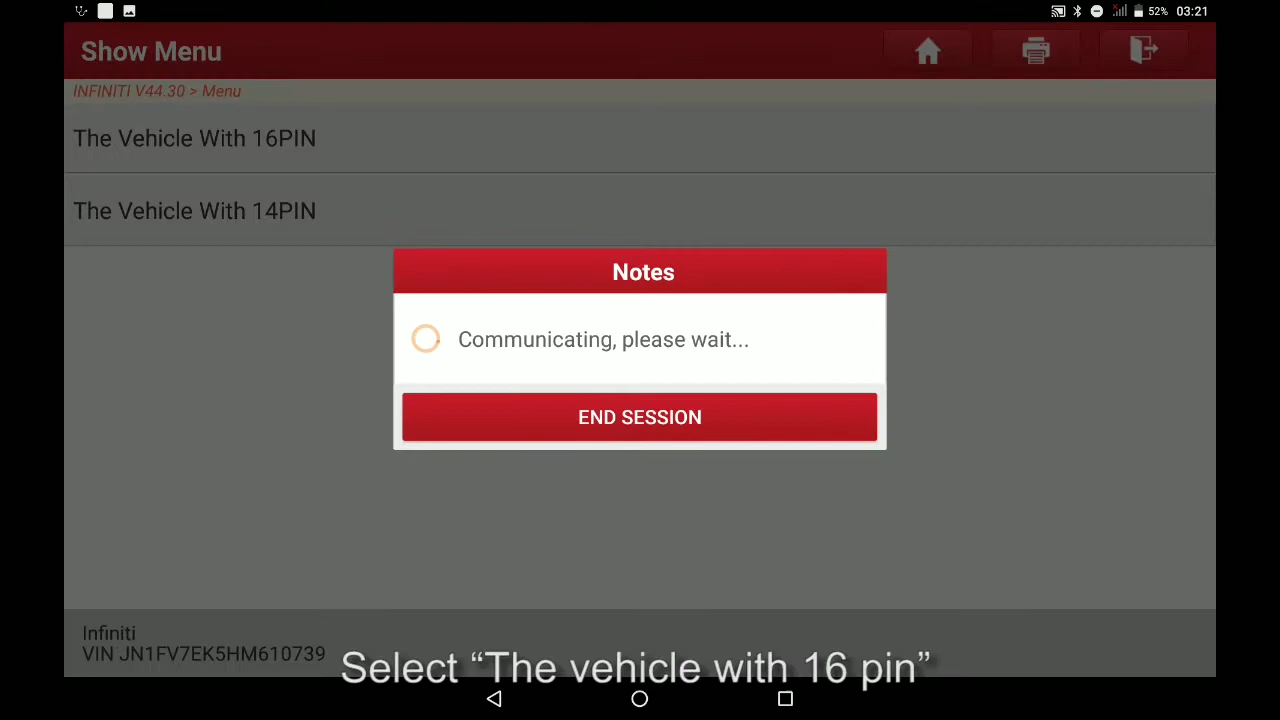 52% 03:21
Show Menu
INFINITI V44.30 > Menu
The Vehicle With 16PIN
The Vehicle With 14PIN
Notes
Communicating, please wait...
END SESSION
Infiniti
VIN JN1FV7EK5HM610739
Select “The vehicle with 16 pin”